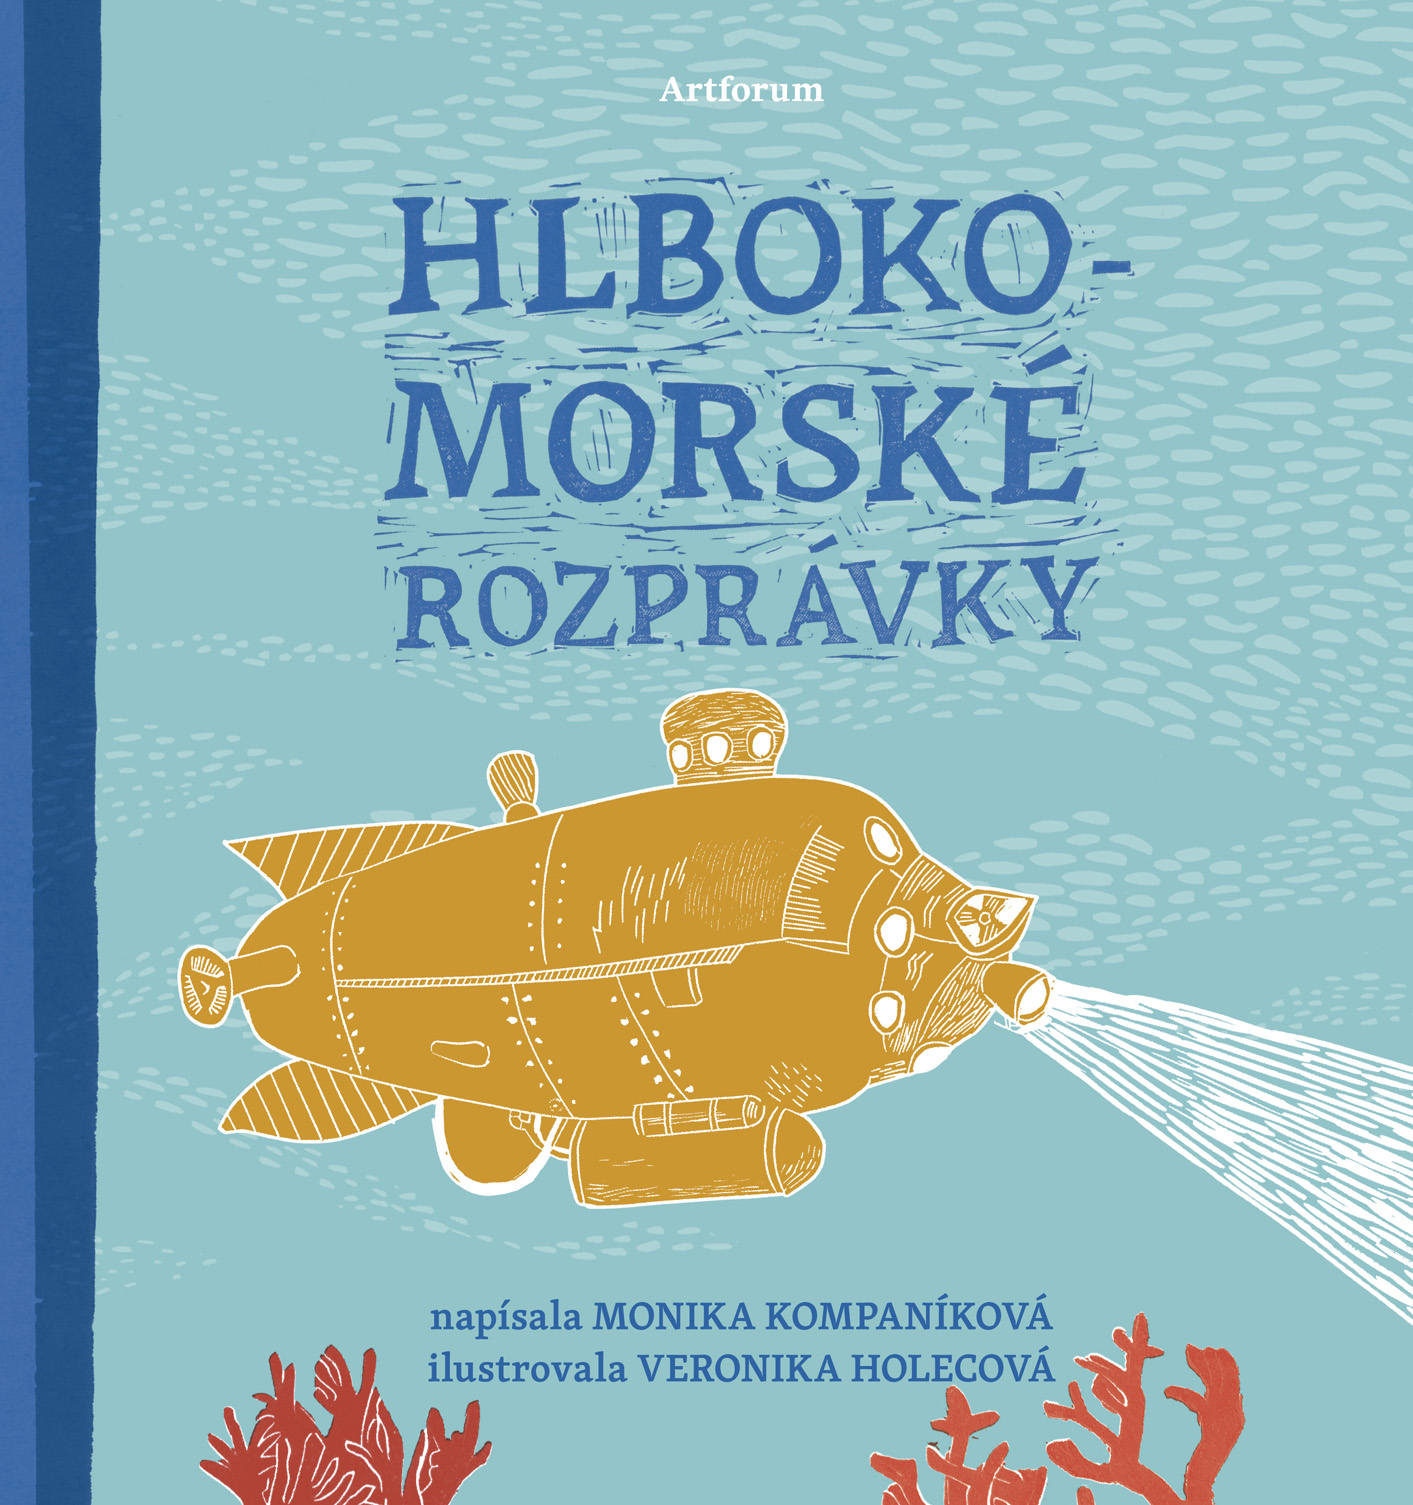 Artforum
HLBOKO-
MORSKÉ
ROZPRÁVKY
napísala MONIKA KOMPANÍKOVÁ
ilustrovala VERONIKA HOLECOVÁ